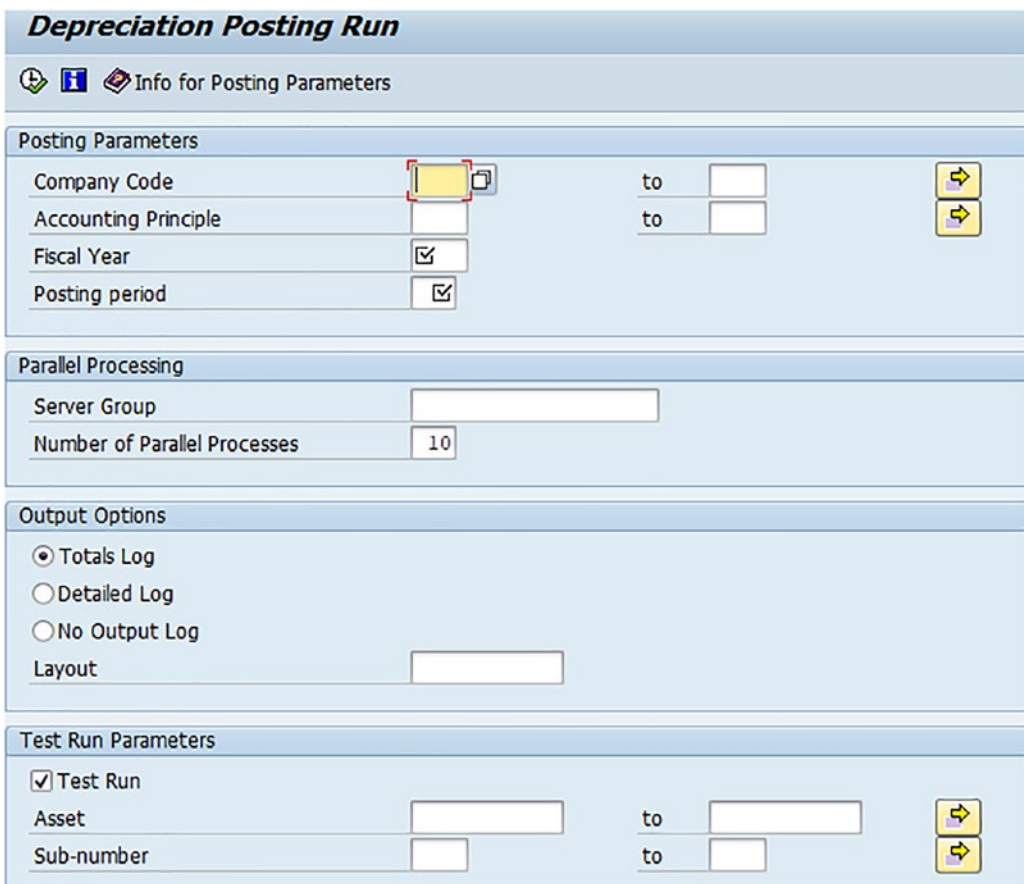 Depreciation Posting Run
Info for Posting Parameters
Posting Parameters
Company Code to
Accounting Principle to
Fiscal Year
Posting period
Parallel Processing
Server Group
Number of Parallel Processes 10
Output Options
Totals Log
Detailed Log
No Output Log
Layout
Test Run Parameters
Test Run
Asset to
Sub-number to